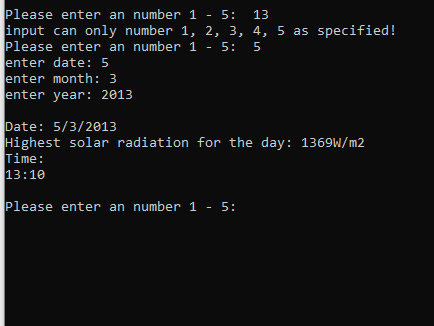 Please enter an number 1 - 5:  13
input can only number 1, 2, 3, 4, 5 as specified!
Please enter an number 1 - 5:  5
enter date: 5
enter month: 3
enter year: 2013
Date: 5/3/2013
Highest solar radiation for the day: 1369W/m2
Time:
13:10
Please enter an number 1 - 5: